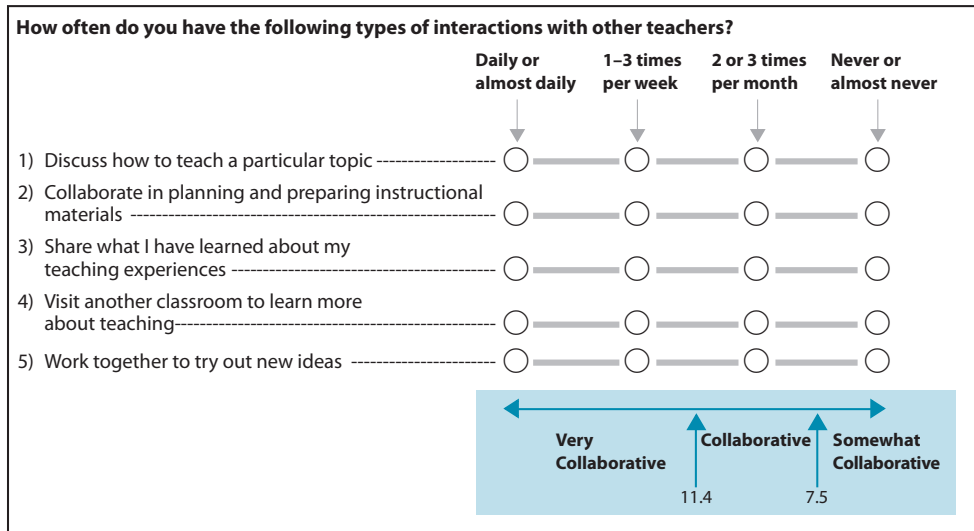 How often do you have the following types of interactions with other teachers?
Daily or almost daily
1–3 times per week
2 or 3 times per month
Never or almost never
1) Discuss how to teach a particular topic
2) Collaborate in planning and preparing instructional
materials
3) Share what I have learned about my
teaching experiences
4) Visit another classroom to learn more
about teaching
5) Work together to try out new ideas
Very Collaborative
Collaborative
Somewhat Collaborative
11.4
7.5